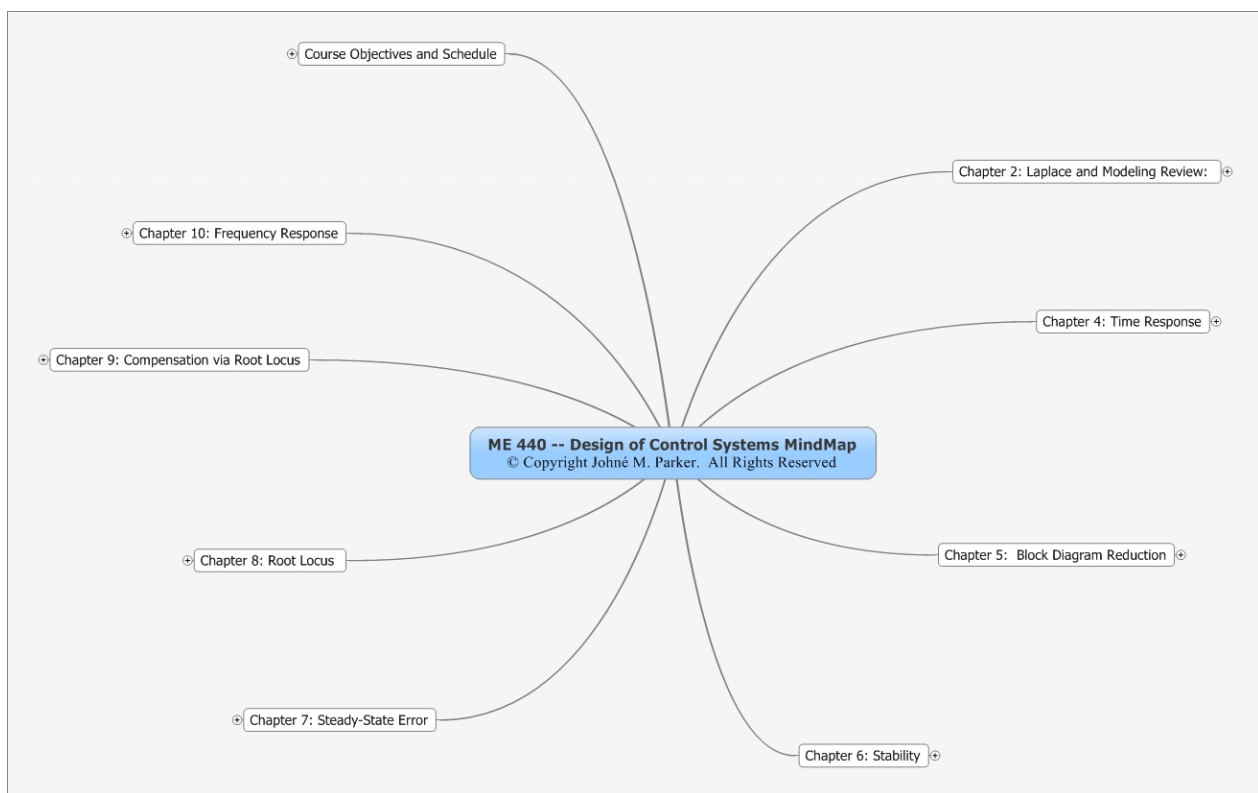 Course Objectives and Schedule
Chapter 2: Laplace and Modeling Review:
Chapter 10: Frequency Response
Chapter 4: Time Response
Chapter 9: Compensation via Root Locus
ME 440 -- Design of Control Systems MindMap
© Copyright Johné M. Parker.  All Rights Reserved
Chapter 5:  Block Diagram Reduction
Chapter 8: Root Locus
Chapter 7: Steady-State Error
Chapter 6: Stability